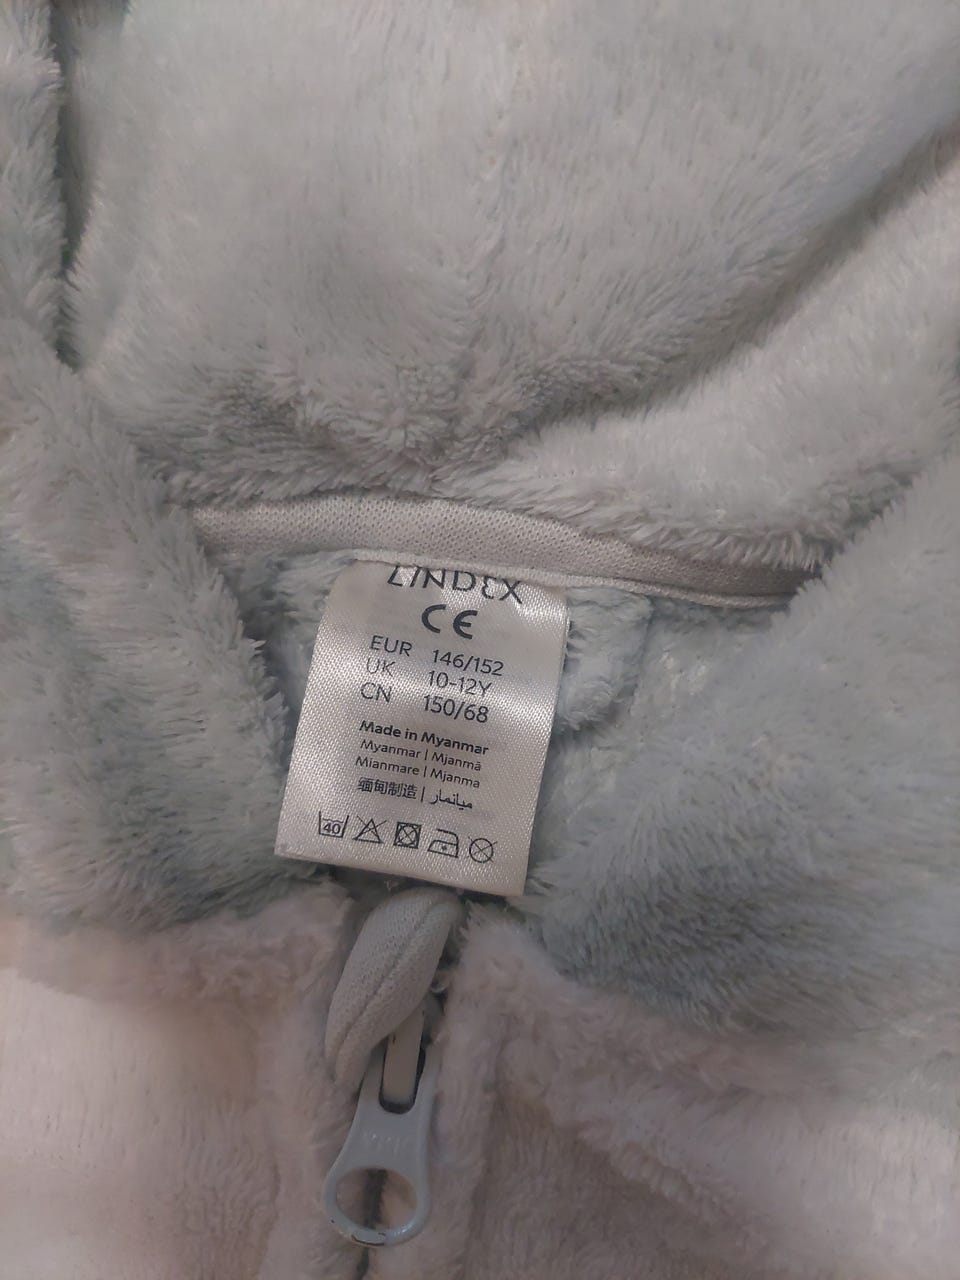 LINDEX
CE
EUR 146/152
UK 10-12Y
CN 150/68
Made in Myanmar
Myanmar | Mjanmā
Mianmare | Mjanma
缅甸制造 | ميانمار
40